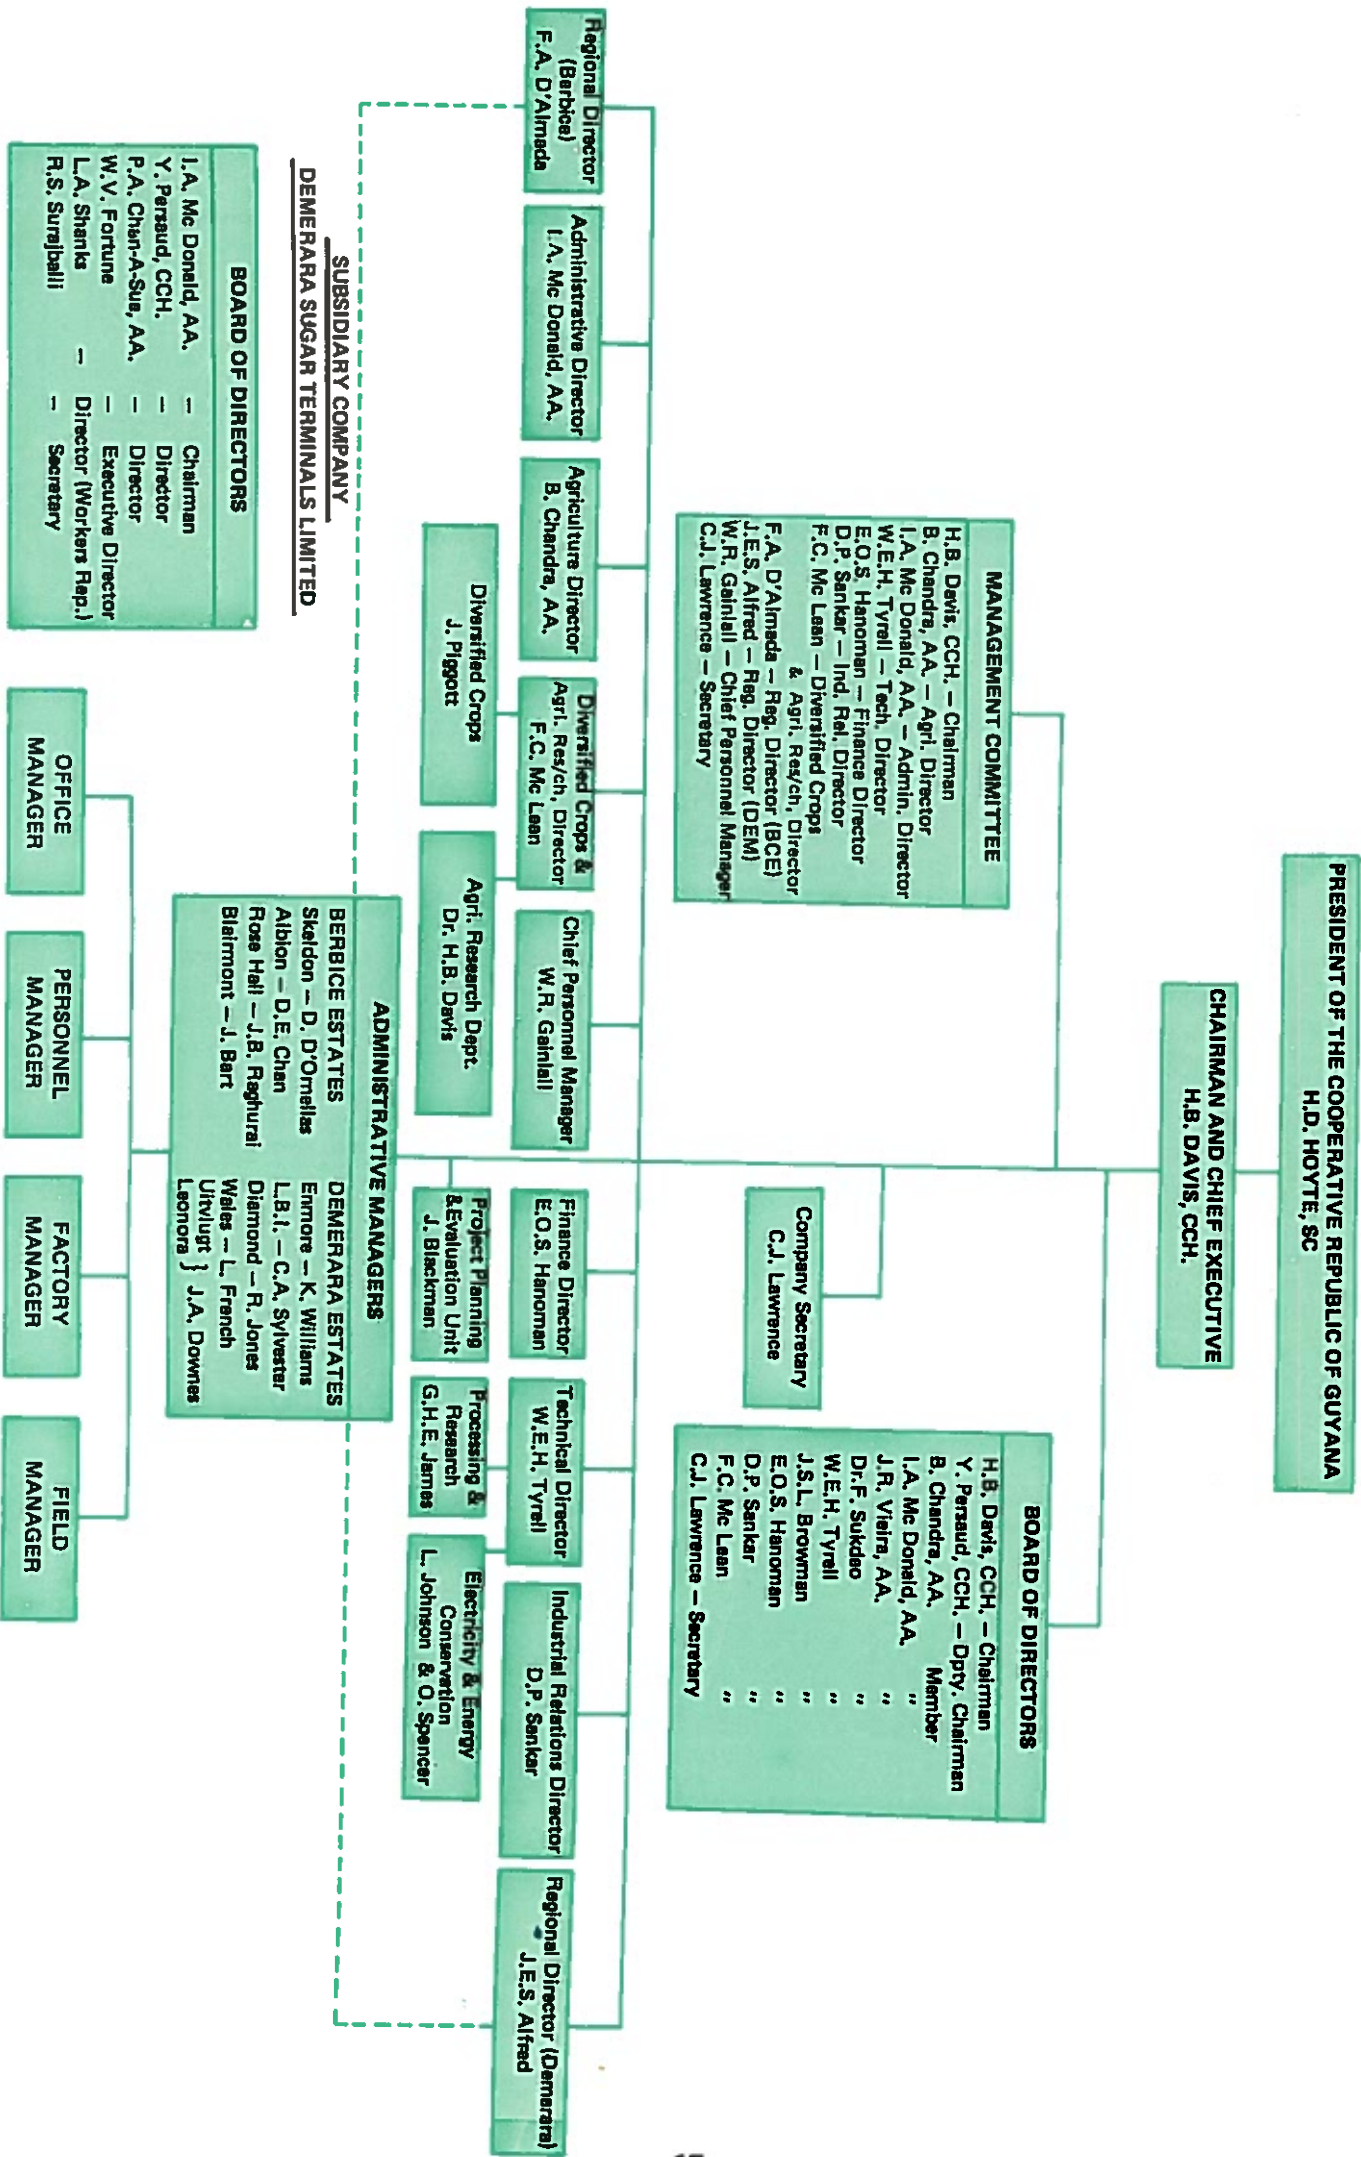 PRESIDENT OF THE COOPERATIVE REPUBLIC OF GUYANA
H.D. HOYTE, SC
CHAIRMAN AND CHIEF EXECUTIVE
H.B. DAVIS, CCH.
MANAGEMENT COMMITTEE
H.B. Davis, CCH. — Chairman
B. Chandra, AA. — Agri. Director
I.A. Mc Donald, AA. — Admin. Director
W.E.H. Tyrell — Tech. Director
E.O.S. Hanoman — Finance Director
D.P. Sankar — Ind. Rel. Director
F.C. Mc Lean — Diversified Crops
& Agri. Res/ch, Director
F.A. D'Almada — Reg. Director (BCE)
J.E.S. Alfred — Reg. Director (DEM)
W.R. Gainlall — Chief Personnel Manager
C.J. Lawrence — Secretary
BOARD OF DIRECTORS
H.B. Davis, CCH. — Chairman
Y. Persaud, CCH. — Dpty. Chairman
B. Chandra, AA. Member
I.A. Mc Donald, AA. ,,
J.R. Vieira, AA. ,,
Dr.F. Sukdeo ,,
W.E.H. Tyrell ,,
J.S.L. Browman ,,
E.O.S. Hanoman ,,
D.P. Sankar ,,
F.C. Mc Lean ,,
C.J. Lawrence — Secretary
Company Secretary
C.J. Lawrence
Regional Director
(Berbice)
F.A. D'Almada
Administrative Director
I.A. Mc Donald, AA.
Agriculture Director
B. Chandra, AA.
Diversified Crops &
Agri. Res/ch, Director
F.C. Mc Lean
Chief Personnel Manager
W.R. Gainlall
Finance Director
E.O.S. Hanoman
Technical Director
W.E.H. Tyrell
Industrial Relations Director
D.P. Sankar
Regional Director (Demerara)
J.E.S. Alfred
Diversified Crops
J. Piggott
Agri. Research Dept.
Dr. H.B. Davis
Project Planning
&Evaluation Unit
J. Blackman
Processing &
Research
G.H.E. James
Electricity & Energy
Conservation
L. Johnson & O. Spencer
SUBSIDIARY COMPANY
DEMERARA SUGAR TERMINALS LIMITED
BOARD OF DIRECTORS
I.A. Mc Donald, AA. — Chairman
Y. Persaud, CCH. — Director
P.A. Chan-A-Sue, AA. — Director
W.V. Fortune — Executive Director
L.A. Shanks — Director (Workers Rep.)
R.S. Surajballi — Secretary
ADMINISTRATIVE MANAGERS
BERBICE ESTATES
Skeldon — D. D'Ornellas
Albion — D.E. Chan
Rose Hall — J.B. Raghurai
Blairmont — J. Bart
DEMERARA ESTATES
Enmore — K. Williams
L.B.I. — C.A. Sylvester
Diamond — R. Jones
Wales — L. French
Uitvlugt } J.A. Downes
Leonora
OFFICE
MANAGER
PERSONNEL
MANAGER
FACTORY
MANAGER
FIELD
MANAGER